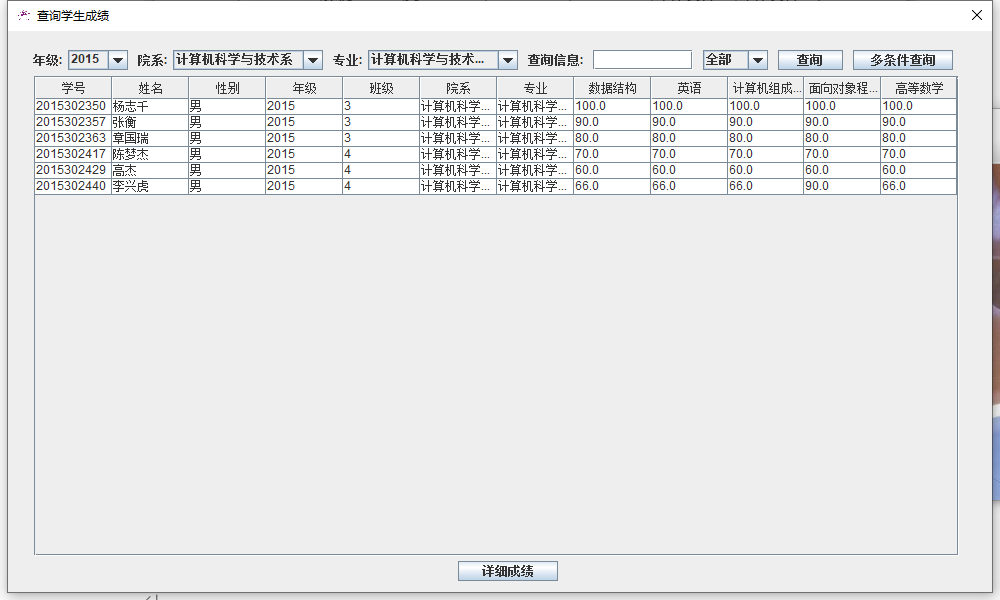 查询学生成绩
年级: 2015 院系: 计算机科学与技术系 专业: 计算机科学与技术... 查询信息: 全部 查询 多条件查询
学号 姓名 性别 年级 班级 院系 专业 数据结构 英语 计算机组成... 面向对象程... 高等数学
2015302350 杨志千 男 2015 3 计算机科学... 计算机科学... 100.0 100.0 100.0 100.0 100.0
2015302357 张衡 男 2015 3 计算机科学... 计算机科学... 90.0 90.0 90.0 90.0 90.0
2015302363 章国瑞 男 2015 3 计算机科学... 计算机科学... 80.0 80.0 80.0 80.0 80.0
2015302417 陈梦杰 男 2015 4 计算机科学... 计算机科学... 70.0 70.0 70.0 70.0 70.0
2015302429 高杰 男 2015 4 计算机科学... 计算机科学... 60.0 60.0 60.0 60.0 60.0
2015302440 李兴虎 男 2015 4 计算机科学... 计算机科学... 66.0 66.0 66.0 90.0 66.0
详细成绩